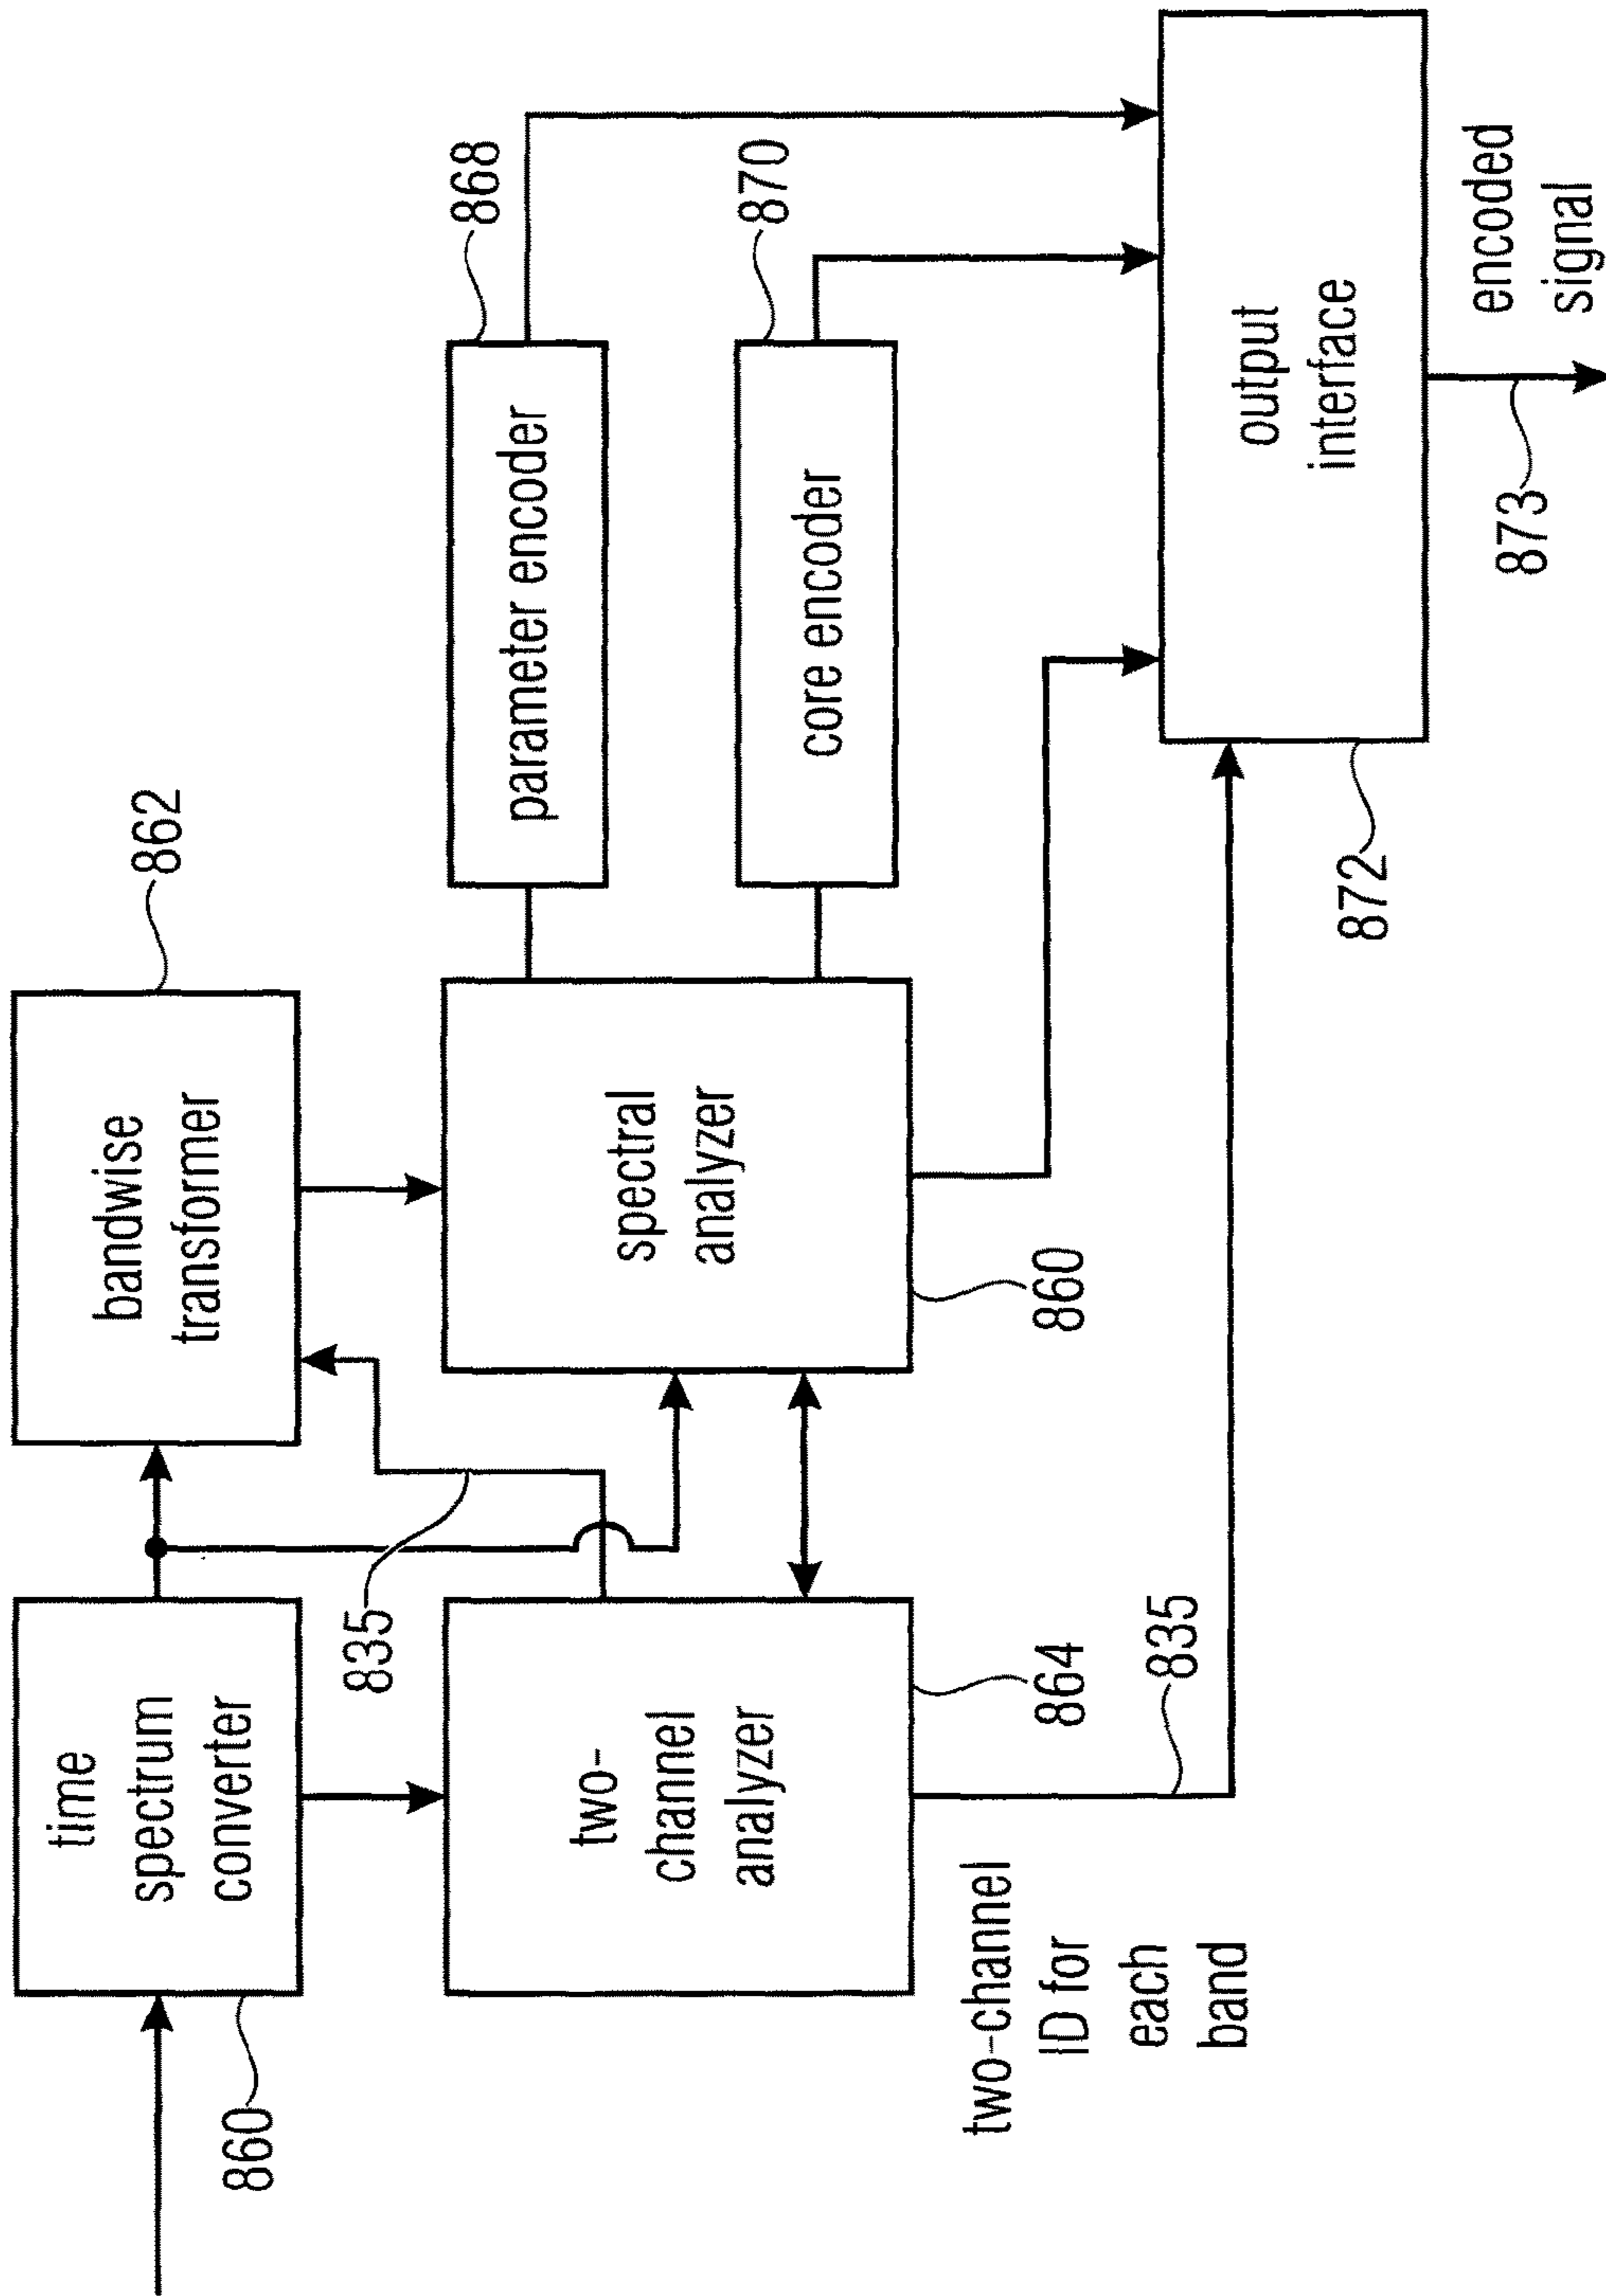 time
spectrum
converter
860
bandwise
transformer
862
835
two-
channel
analyzer
864
spectral
analyzer
860
parameter encoder
868
core encoder
870
two-channel
ID for
each
band
835
output
interface
872
873
encoded
signal